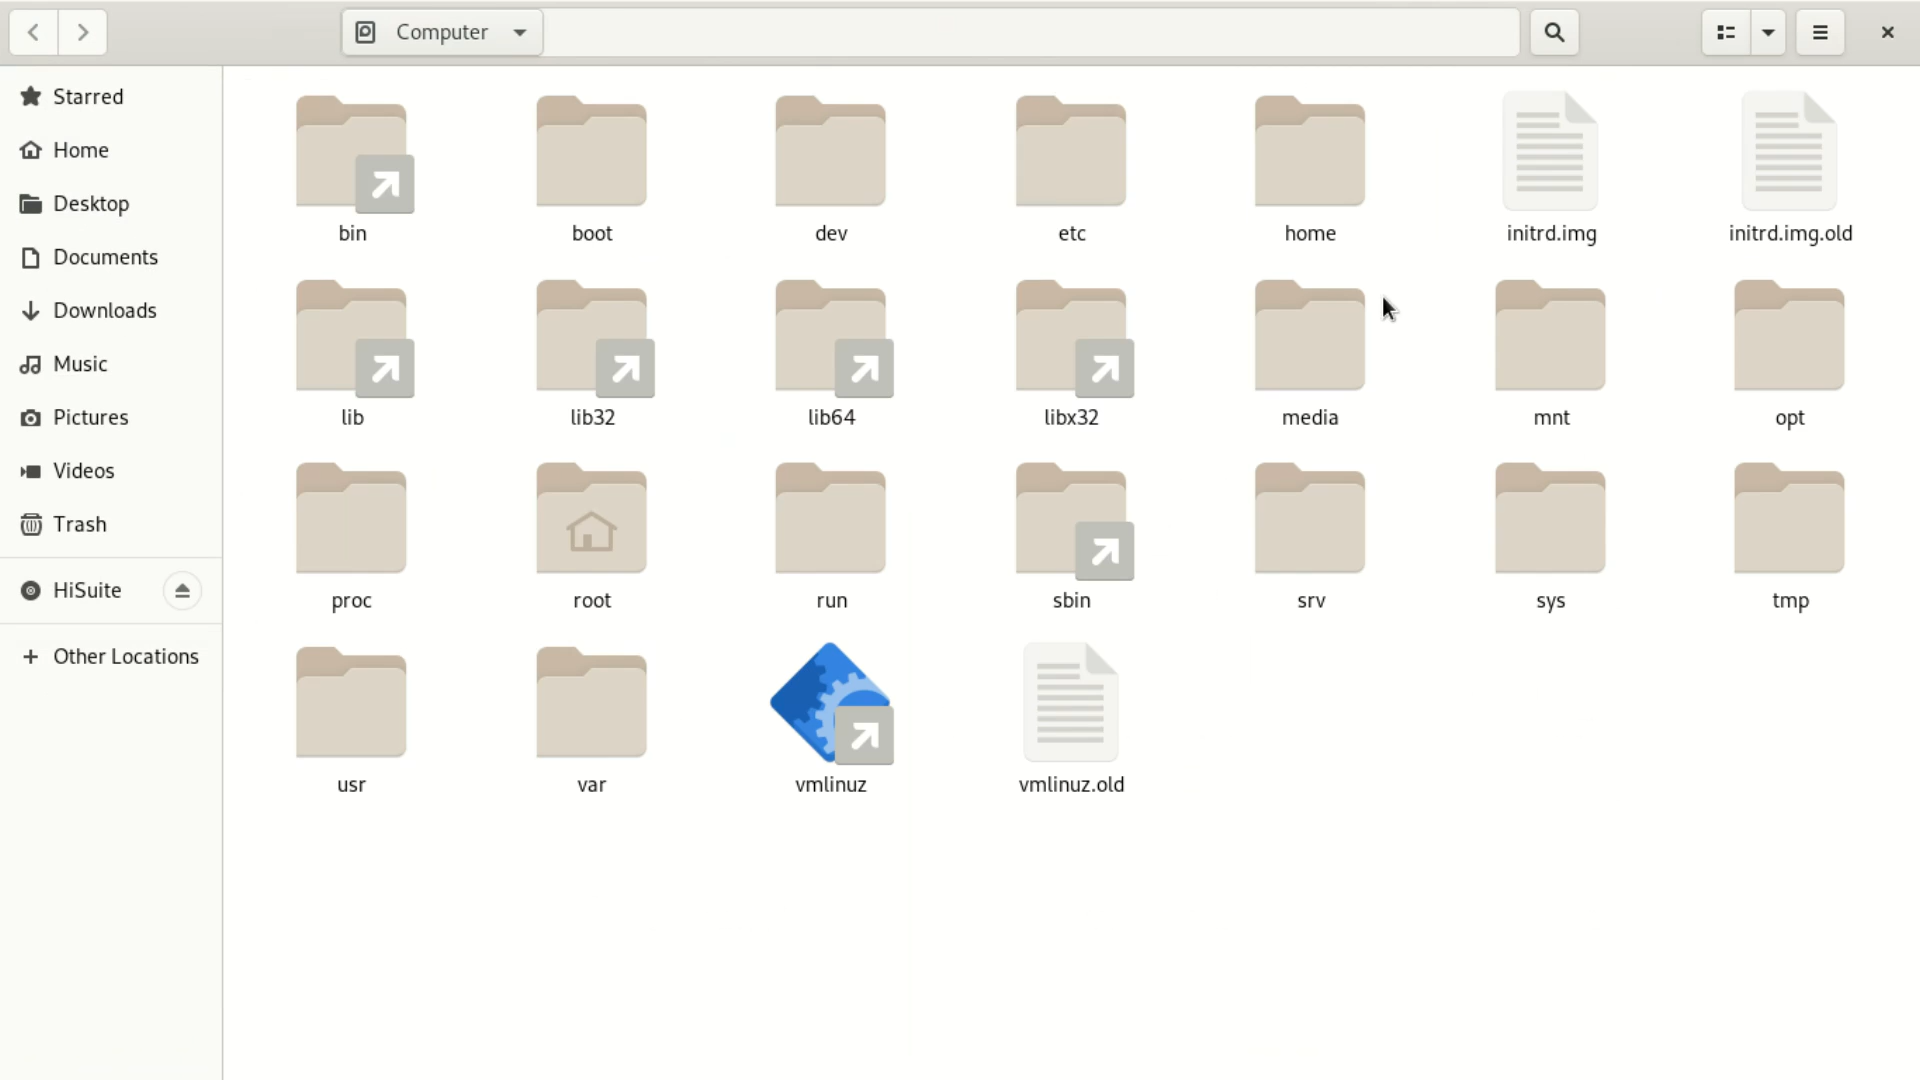 Computer
Starred
Home
Desktop
Documents
Downloads
Music
Pictures
Videos
Trash
HiSuite
Other Locations
bin boot dev etc home initrd.img initrd.img.old
lib lib32 lib64 libx32 media mnt opt
proc root run sbin srv sys tmp
usr var vmlinuz vmlinuz.old